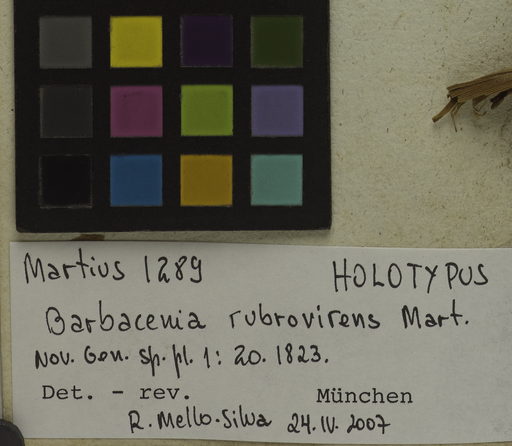 Martius 1289 HOLOTYPUS
Barbacenia rubrovirens Mart.
Nov. Gen. Sp. pl. 1: 20. 1823.
Det. - rev. München
R. Mello-Silva 24.IV.2007